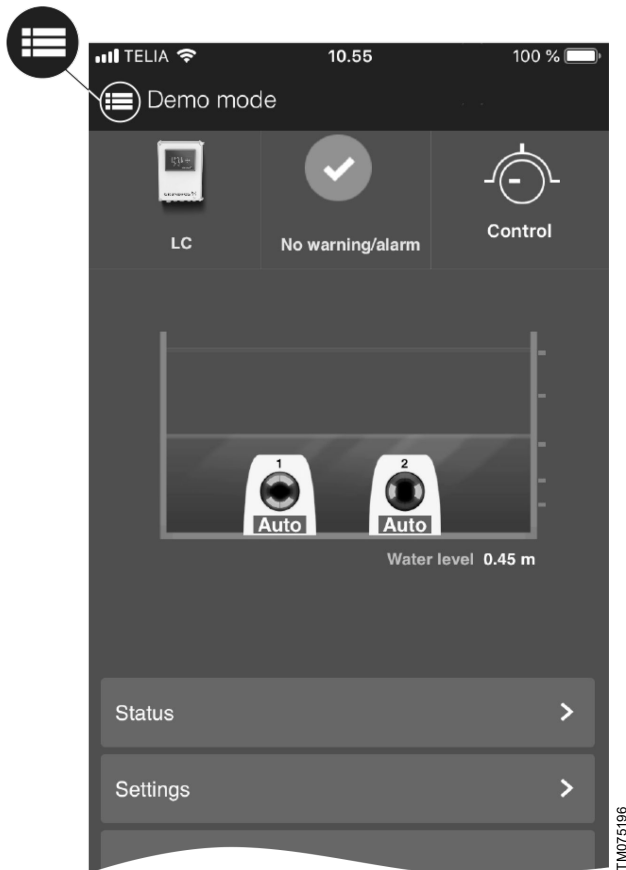 TELIA 10.55 100 %
Demo mode
LC No warning/alarm Control
1 2
Auto Auto
Water level 0.45 m
Status
Settings
TM075196